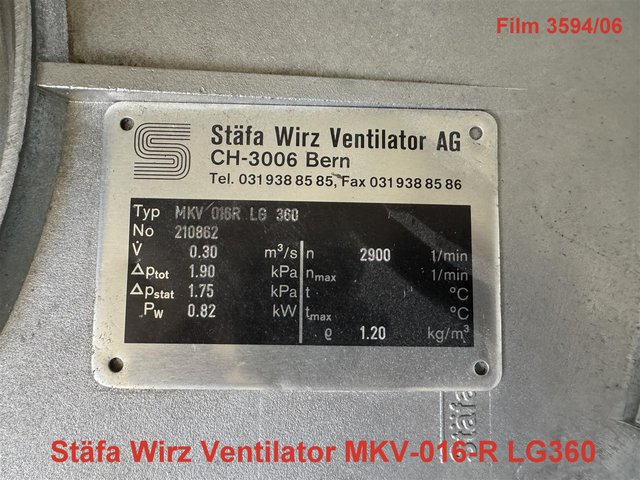 Film 3594/06
Stäfa Wirz Ventilator AG
CH-3006 Bern
Tel. 031 938 85 85, Fax 031 938 85 86
Typ MKV 016R LG 360
No 210862
V̇ 0.30 m³/s n 2900 1/min
Δptot 1.90 kPa nmax 1/min
Δpstat 1.75 kPa t °C
Pw 0.82 kW tmax °C
ϱ 1.20 kg/m³
Stäfa
Stäfa Wirz Ventilator MKV-016-R LG360